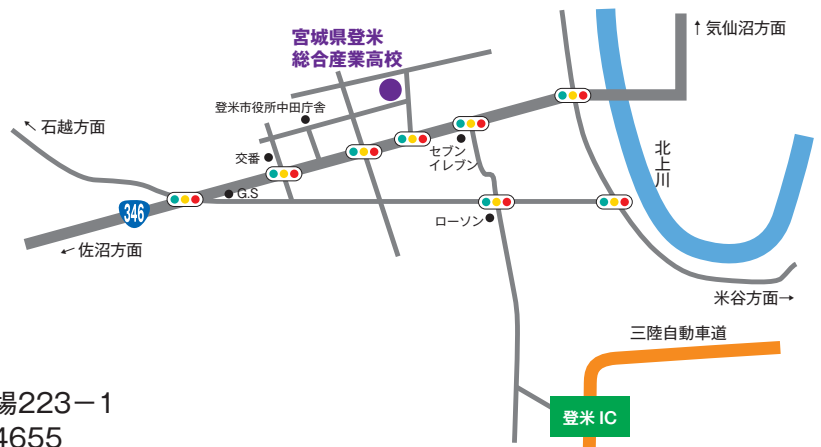 ↑気仙沼方面
宮城県登米
総合産業高校
登米市役所中田庁舎
↖石越方面
交番
セブン
イレブン
北上川
G.S
346
ローソン
←佐沼方面
米谷方面→
三陸自動車道
登米 IC
場223－1
4655